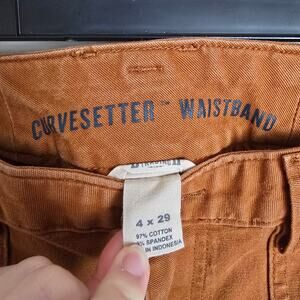 CURVESETTER™ WAISTBAND
4 x 29
97% COTTON
SPANDEX
IN INDONESIA